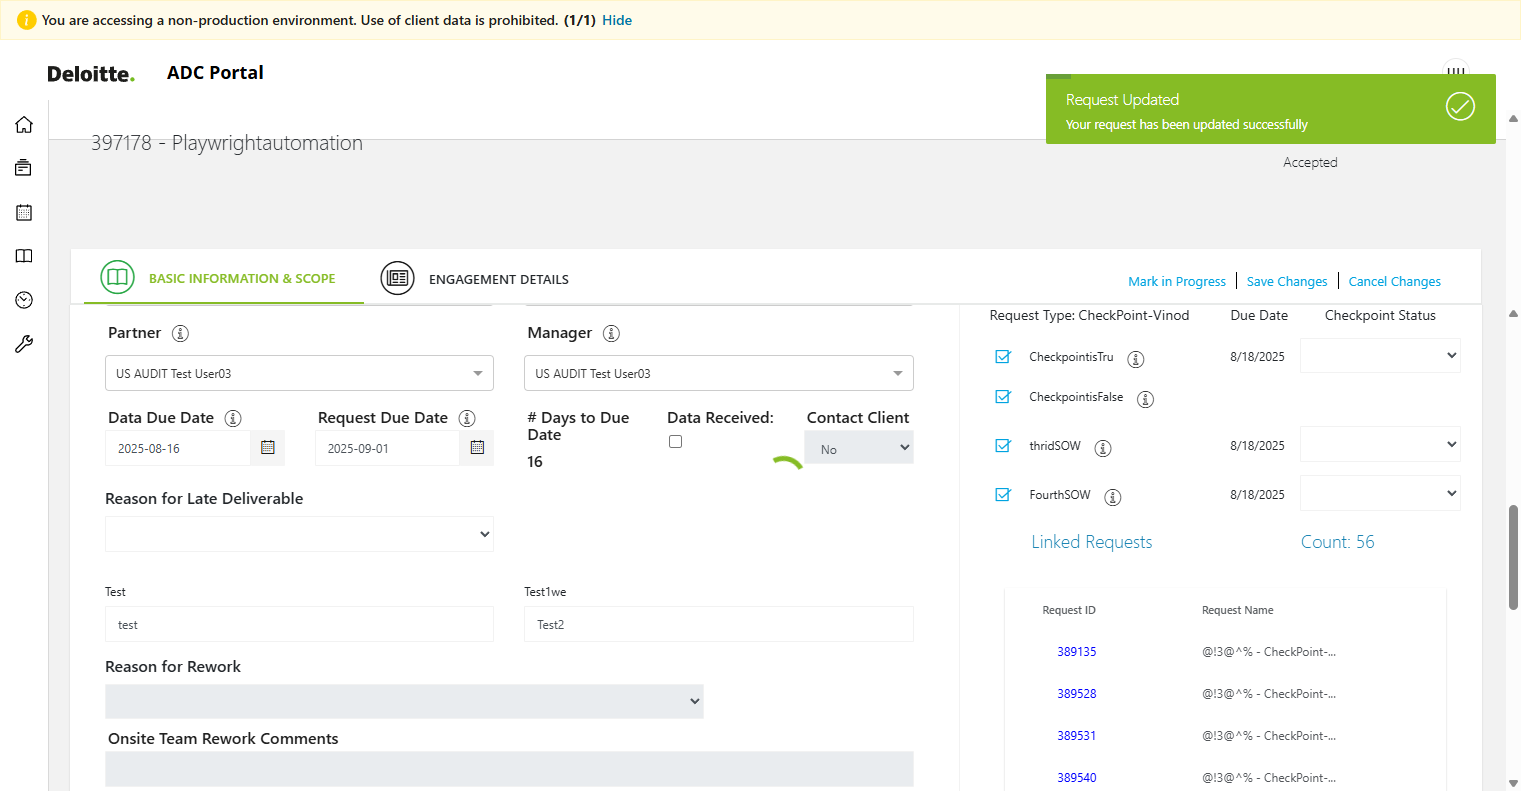 You are accessing a non-production environment. Use of client data is prohibited. (1/1) Hide
Deloitte. ADC Portal
Request Updated
Your request has been updated successfully
397178 - Playwrightautomation
Accepted
BASIC INFORMATION & SCOPE
ENGAGEMENT DETAILS
Mark in Progress
Save Changes
Cancel Changes
Partner
Manager
US AUDIT Test User03
US AUDIT Test User03
Data Due Date
Request Due Date
# Days to Due Date
Data Received:
Contact Client
2025-08-16
2025-09-01
16
No
Reason for Late Deliverable
Test
Test1we
test
Test2
Reason for Rework
Onsite Team Rework Comments
Request Type: CheckPoint-Vinod Due Date Checkpoint Status
CheckpointisTru 8/18/2025
CheckpointisFalse
thridSOW 8/18/2025
FourthSOW 8/18/2025
Linked Requests Count: 56
Request ID Request Name
389135 @!3@^% - CheckPoint-...
389528 @!3@^% - CheckPoint-...
389531 @!3@^% - CheckPoint-...
389540 @!3@^% - CheckPoint-...